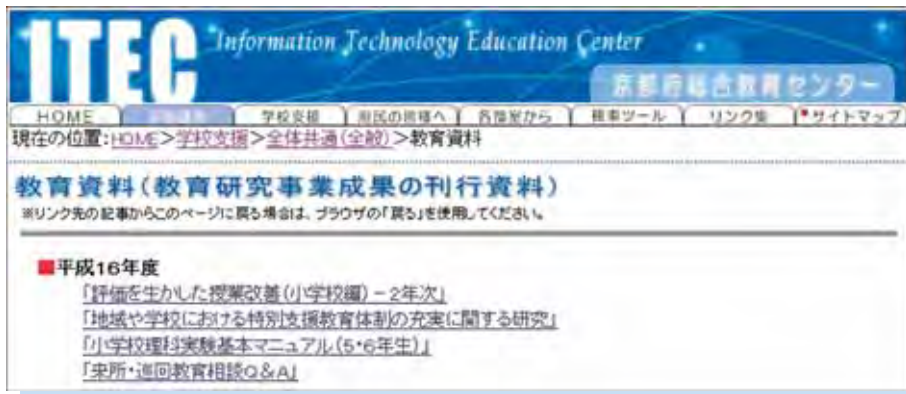 ITEC Information Technology Education Center
京都府総合教育センター
HOME 学校支援 府民の皆様へ 各種案から 検索ツール リンク集 サイトマップ
現在の位置:HOME>学校支援>全体共通(全般)>教育資料
教育資料(教育研究事業成果の刊行資料)
※リンク先の記事からこのページに戻る場合は、ブラウザの「戻る」を使用してください。
■平成16年度
「評価を生かした授業改善(小学校編)-2年次」
「地域や学校における特別支援教育体制の充実に関する研究」
「小学校理科実験基本マニュアル(5・6年生)」
「来所・巡回教育相談Q&A」